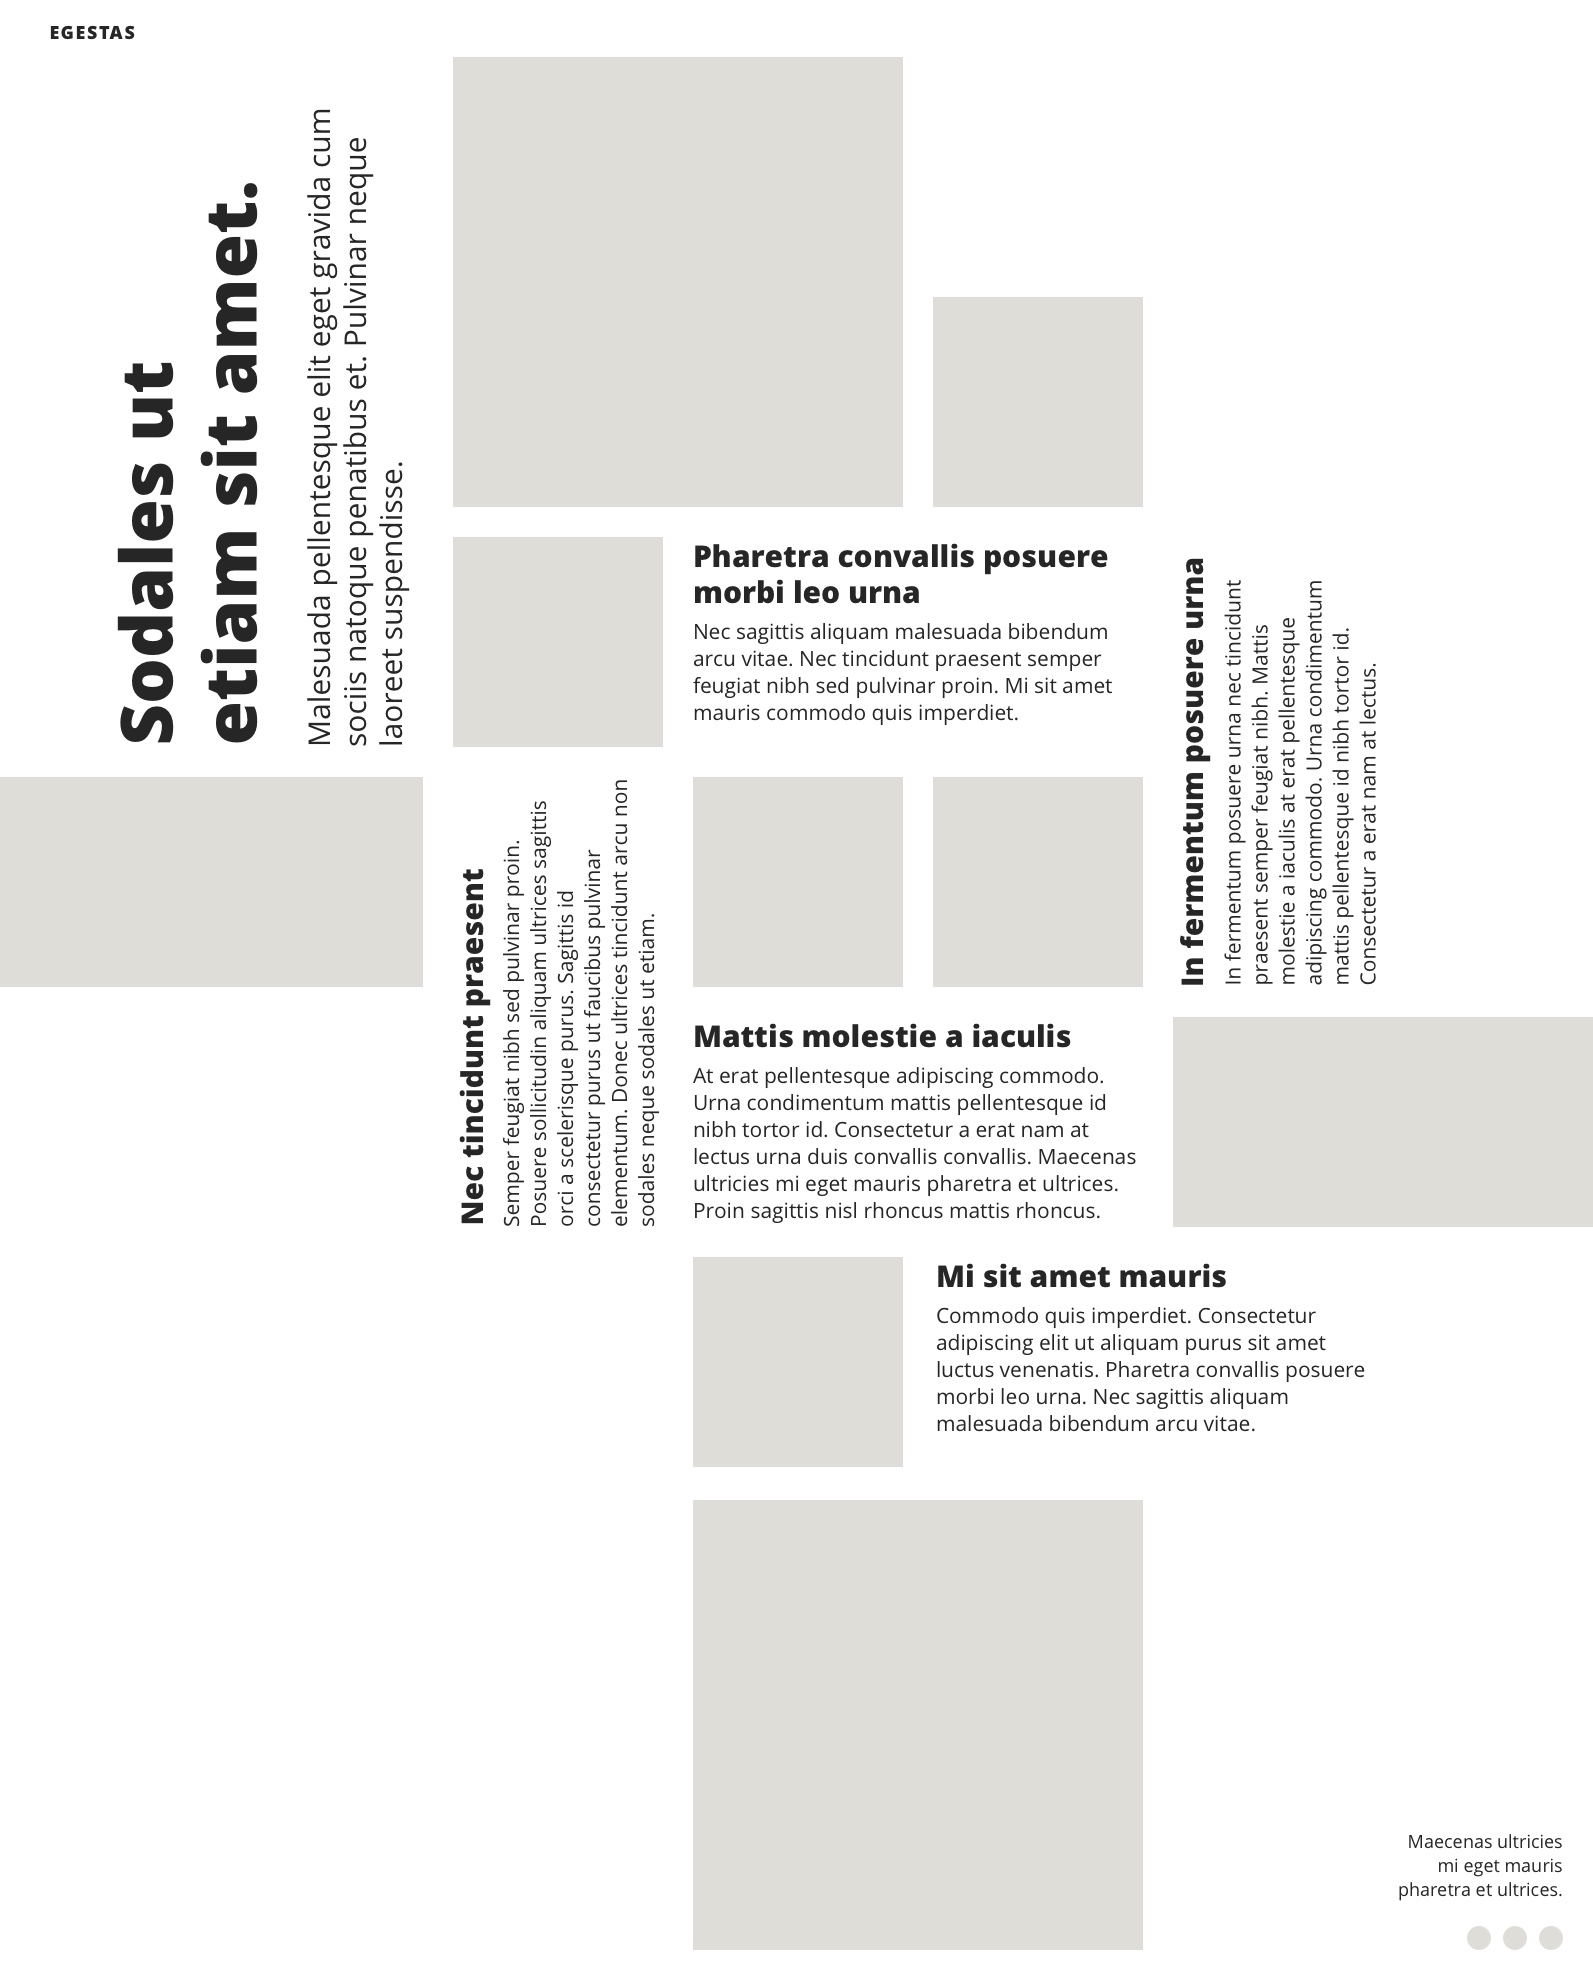 EGESTAS
Sodales ut
etiam sit amet.
Malesuada pellentesque elit eget gravida cum
sociis natoque penatibus et. Pulvinar neque
laoreet suspendisse.
Pharetra convallis posuere
morbi leo urna
Nec sagittis aliquam malesuada bibendum
arcu vitae. Nec tincidunt praesent semper
feugiat nibh sed pulvinar proin. Mi sit amet
mauris commodo quis imperdiet.
In fermentum posuere urna
In fermentum posuere urna nec tincidunt
praesent semper feugiat nibh. Mattis
molestie a iaculis at erat pellentesque
adipiscing commodo. Urna condimentum
mattis pellentesque id nibh tortor id.
Consectetur a erat nam at lectus.
Nec tincidunt praesent
Semper feugiat nibh sed pulvinar proin.
Posuere sollicitudin aliquam ultrices sagittis
orci a scelerisque purus. Sagittis id
consectetur purus ut faucibus pulvinar
elementum. Donec ultrices tincidunt arcu non
sodales neque sodales ut etiam.
Mattis molestie a iaculis
At erat pellentesque adipiscing commodo.
Urna condimentum mattis pellentesque id
nibh tortor id. Consectetur a erat nam at
lectus urna duis convallis convallis. Maecenas
ultricies mi eget mauris pharetra et ultrices.
Proin sagittis nisl rhoncus mattis rhoncus.
Mi sit amet mauris
Commodo quis imperdiet. Consectetur
adipiscing elit ut aliquam purus sit amet
luctus venenatis. Pharetra convallis posuere
morbi leo urna. Nec sagittis aliquam
malesuada bibendum arcu vitae.
Maecenas ultricies
mi eget mauris
pharetra et ultrices.